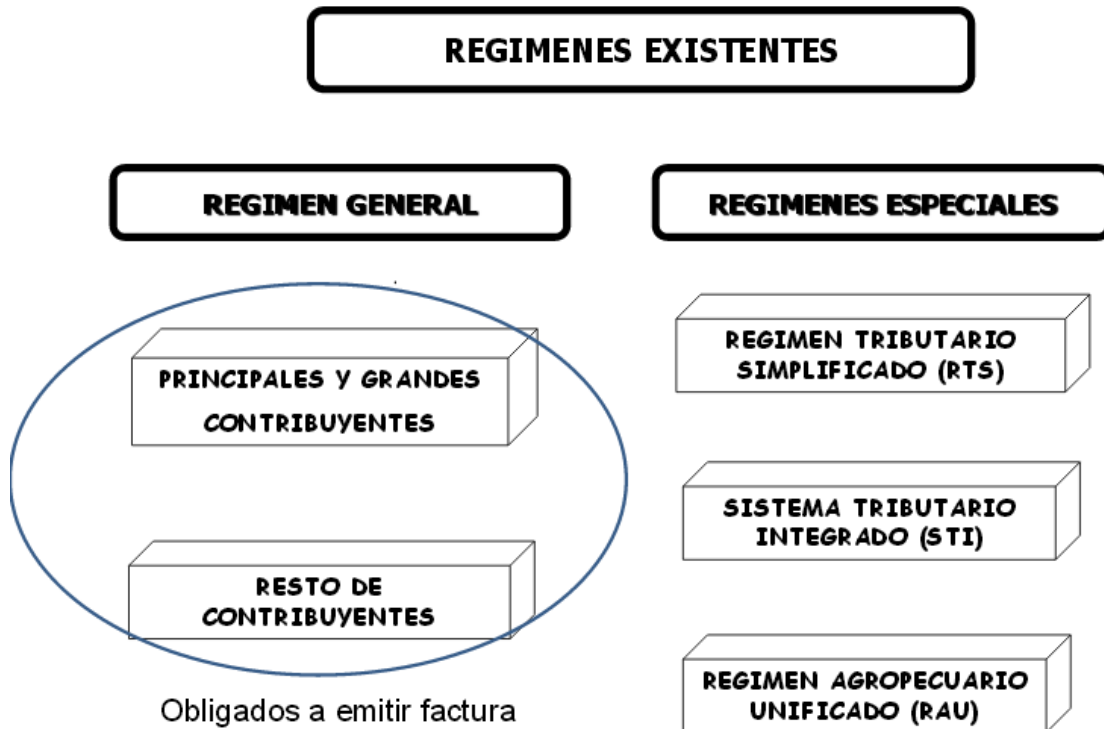 REGIMENES EXISTENTES
REGIMEN GENERAL
PRINCIPALES Y GRANDES
CONTRIBUYENTES
RESTO DE
CONTRIBUYENTES
Obligados a emitir factura
REGIMENES ESPECIALES
REGIMEN TRIBUTARIO
SIMPLIFICADO (RTS)
SISTEMA TRIBUTARIO
INTEGRADO (STI)
REGIMEN AGROPECUARIO
UNIFICADO (RAU)